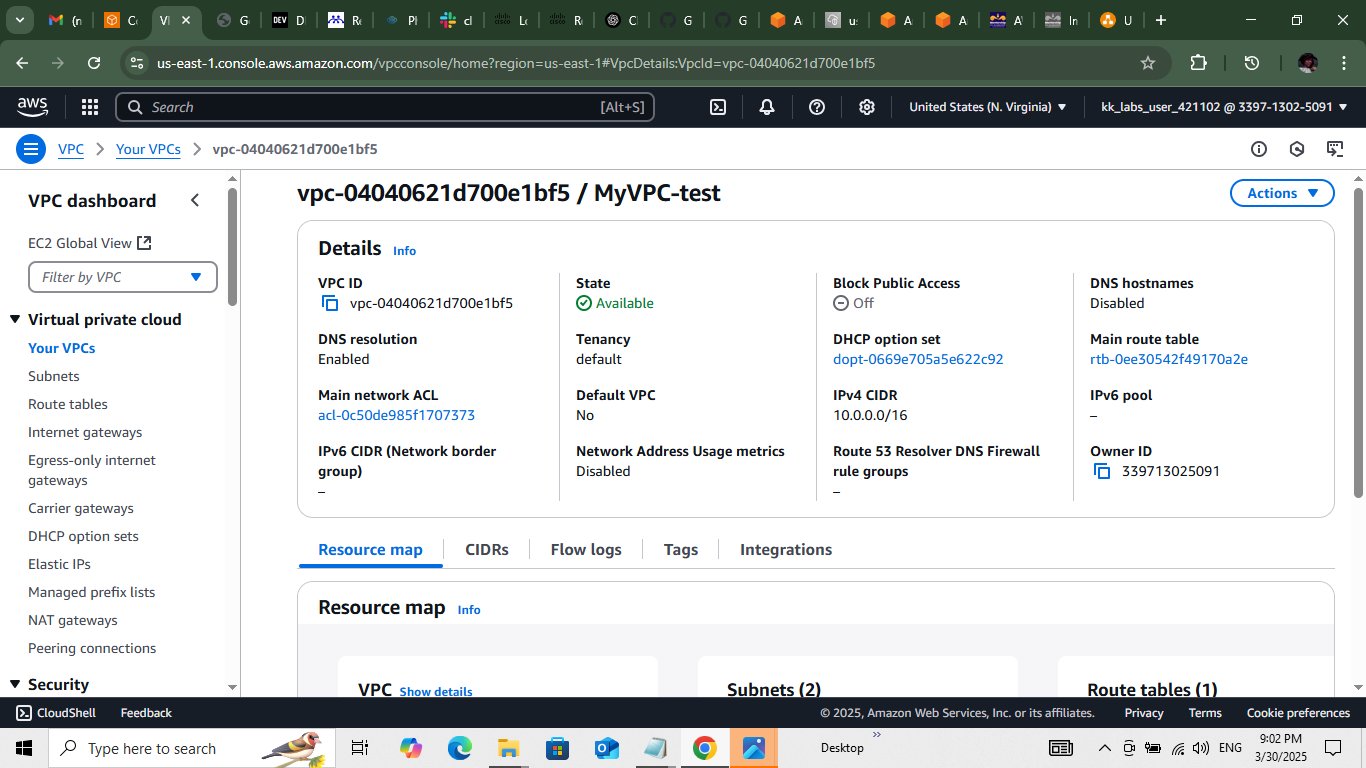 (n
C
VI
G
DEV
D
R
Pl
cl
Lo
R
C
G
G
A
us
A
A
A
In
U
us-east-1.console.aws.amazon.com/vpcconsole/home?region=us-east-1#VpcDetails:VpcId=vpc-04040621d700e1bf5
aws
Search
[Alt+S]
United States (N. Virginia)
kk_labs_user_421102 @ 3397-1302-5091
VPC
Your VPCs
vpc-04040621d700e1bf5
VPC dashboard
EC2 Global View
Filter by VPC
Virtual private cloud
Your VPCs
Subnets
Route tables
Internet gateways
Egress-only internet
gateways
Carrier gateways
DHCP option sets
Elastic IPs
Managed prefix lists
NAT gateways
Peering connections
Security
vpc-04040621d700e1bf5 / MyVPC-test
Actions
Details Info
VPC ID
vpc-04040621d700e1bf5
State
Available
Block Public Access
Off
DNS hostnames
Disabled
DNS resolution
Enabled
Tenancy
default
DHCP option set
dopt-0669e705a5e622c92
Main route table
rtb-0ee30542f49170a2e
Main network ACL
acl-0c50de985f1707373
Default VPC
No
IPv4 CIDR
10.0.0.0/16
IPv6 pool
–
IPv6 CIDR (Network border
group)
–
Network Address Usage metrics
Disabled
Route 53 Resolver DNS Firewall
rule groups
–
Owner ID
339713025091
Resource map
CIDRs
Flow logs
Tags
Integrations
Resource map Info
VPC Show details
Subnets (2)
Route tables (1)
CloudShell
Feedback
© 2025, Amazon Web Services, Inc. or its affiliates.
Privacy
Terms
Cookie preferences
Type here to search
Desktop
ENG
9:02 PM
3/30/2025